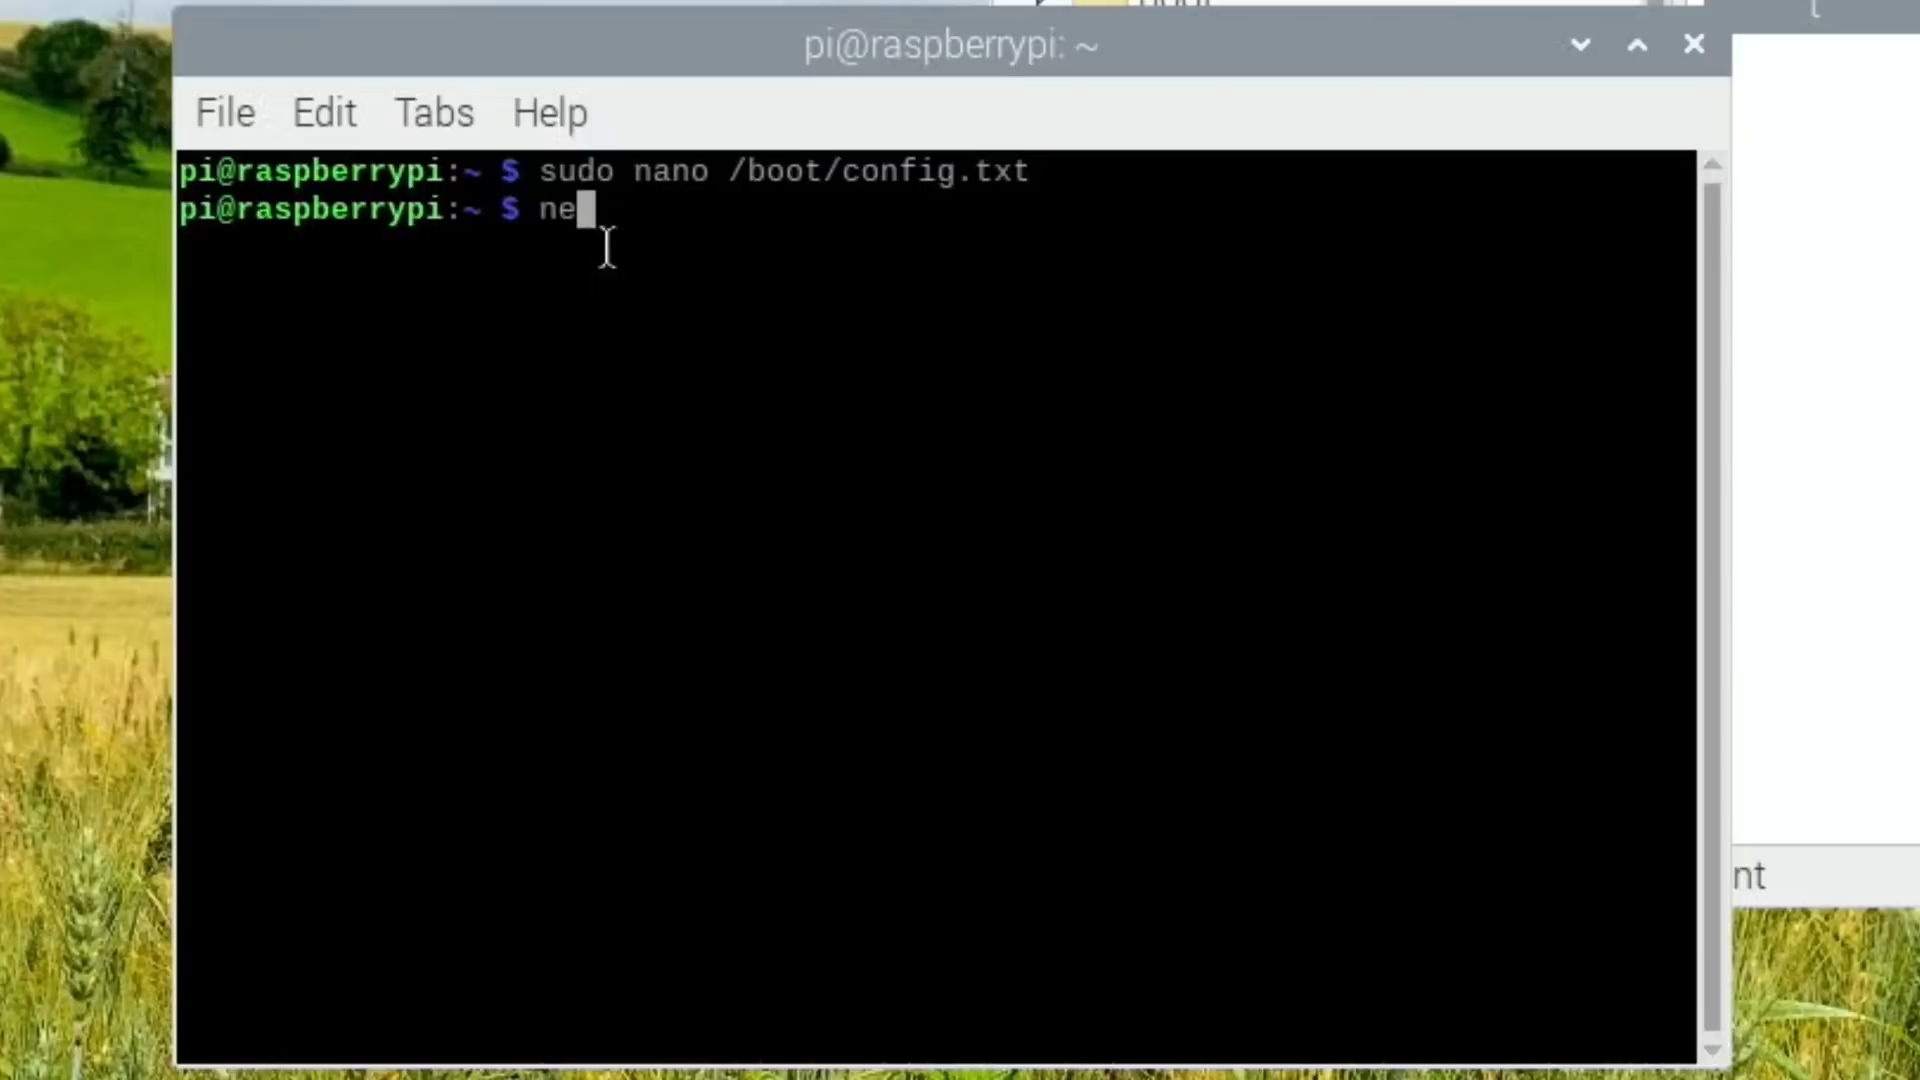 pi@raspberrypi: ~
File Edit Tabs Help
pi@raspberrypi:~ $ sudo nano /boot/config.txt
pi@raspberrypi:~ $ ne
nt